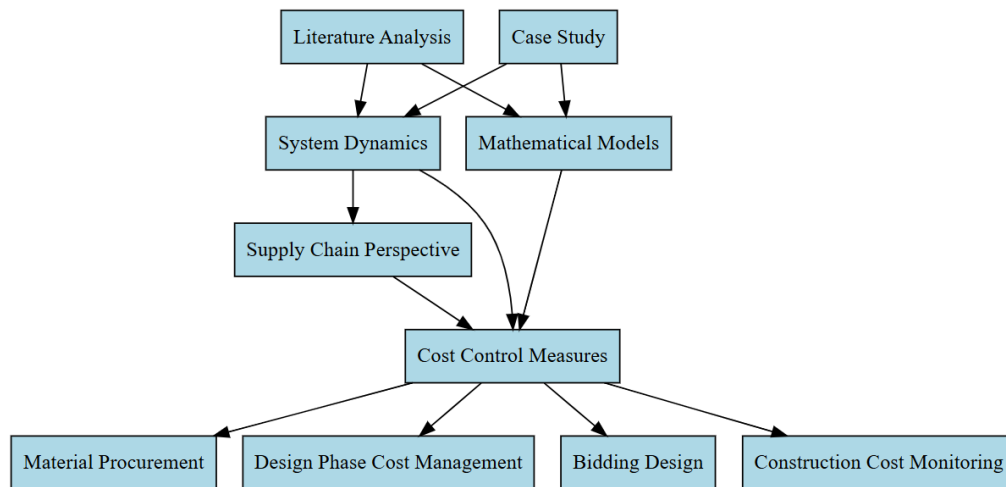 Literature Analysis
Case Study
System Dynamics
Mathematical Models
Supply Chain Perspective
Cost Control Measures
Material Procurement
Design Phase Cost Management
Bidding Design
Construction Cost Monitoring